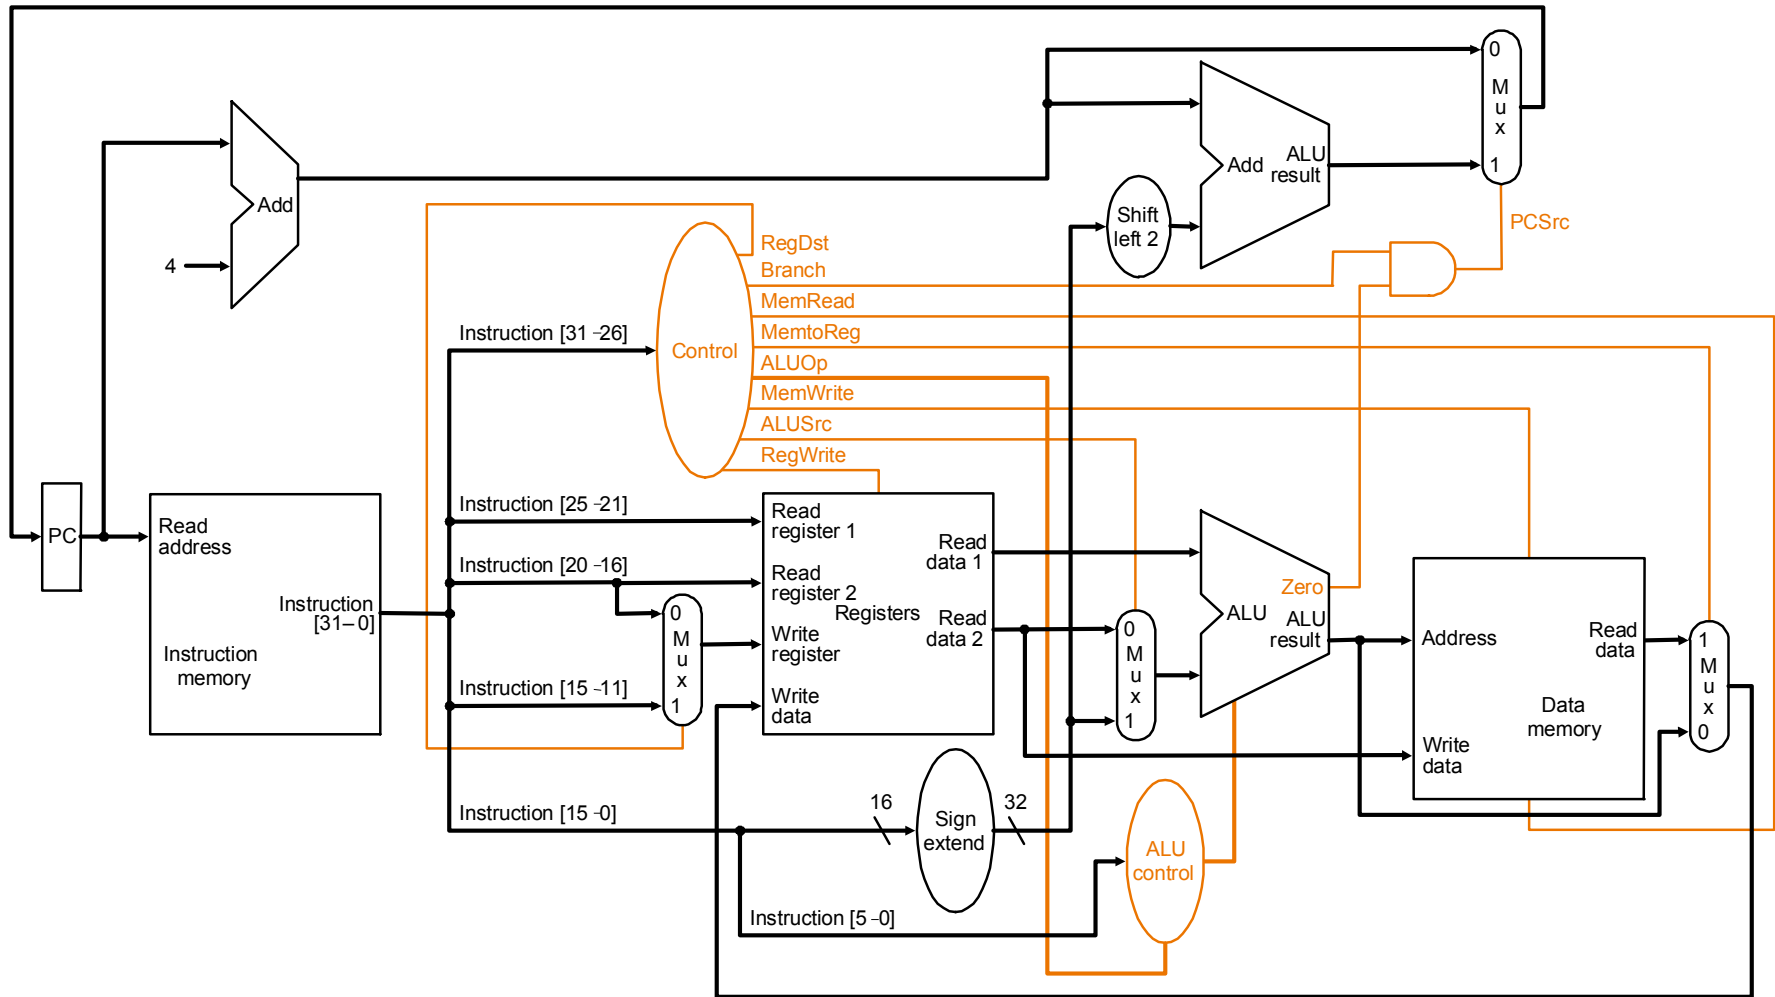 0
M
u
x
1
Add
ALU
result
Shift
left 2
PCSrc
Add
4
RegDst
Branch
MemRead
MemtoReg
ALUOp
MemWrite
ALUSrc
RegWrite
Control
Instruction [31–26]
Instruction [25–21]
Instruction [20–16]
Instruction [15–11]
Instruction [15–0]
Instruction [5–0]
PC
Read
address
Instruction
[31–0]
Instruction
memory
0
M
u
x
1
Read
register 1
Read
register 2
Write
register
Write
data
Registers
Read
data 1
Read
data 2
0
M
u
x
1
Zero
ALU
ALU
result
Address
Write
data
Read
data
Data
memory
1
M
u
x
0
16
Sign
extend
32
ALU
control